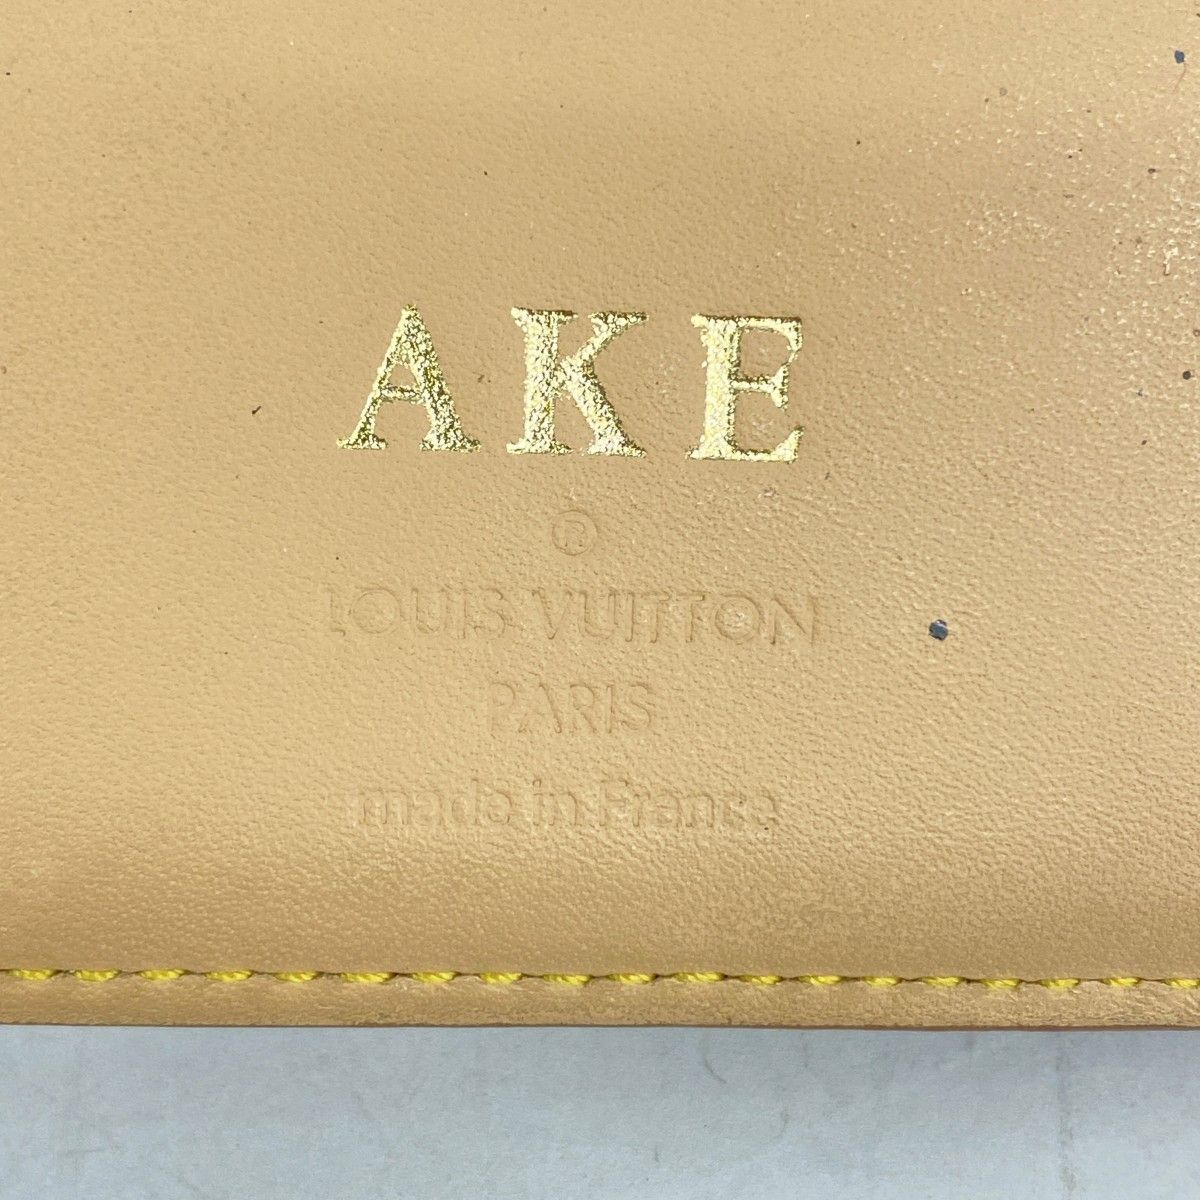 AKE
®
LOUIS VUITTON
PARIS
made in France